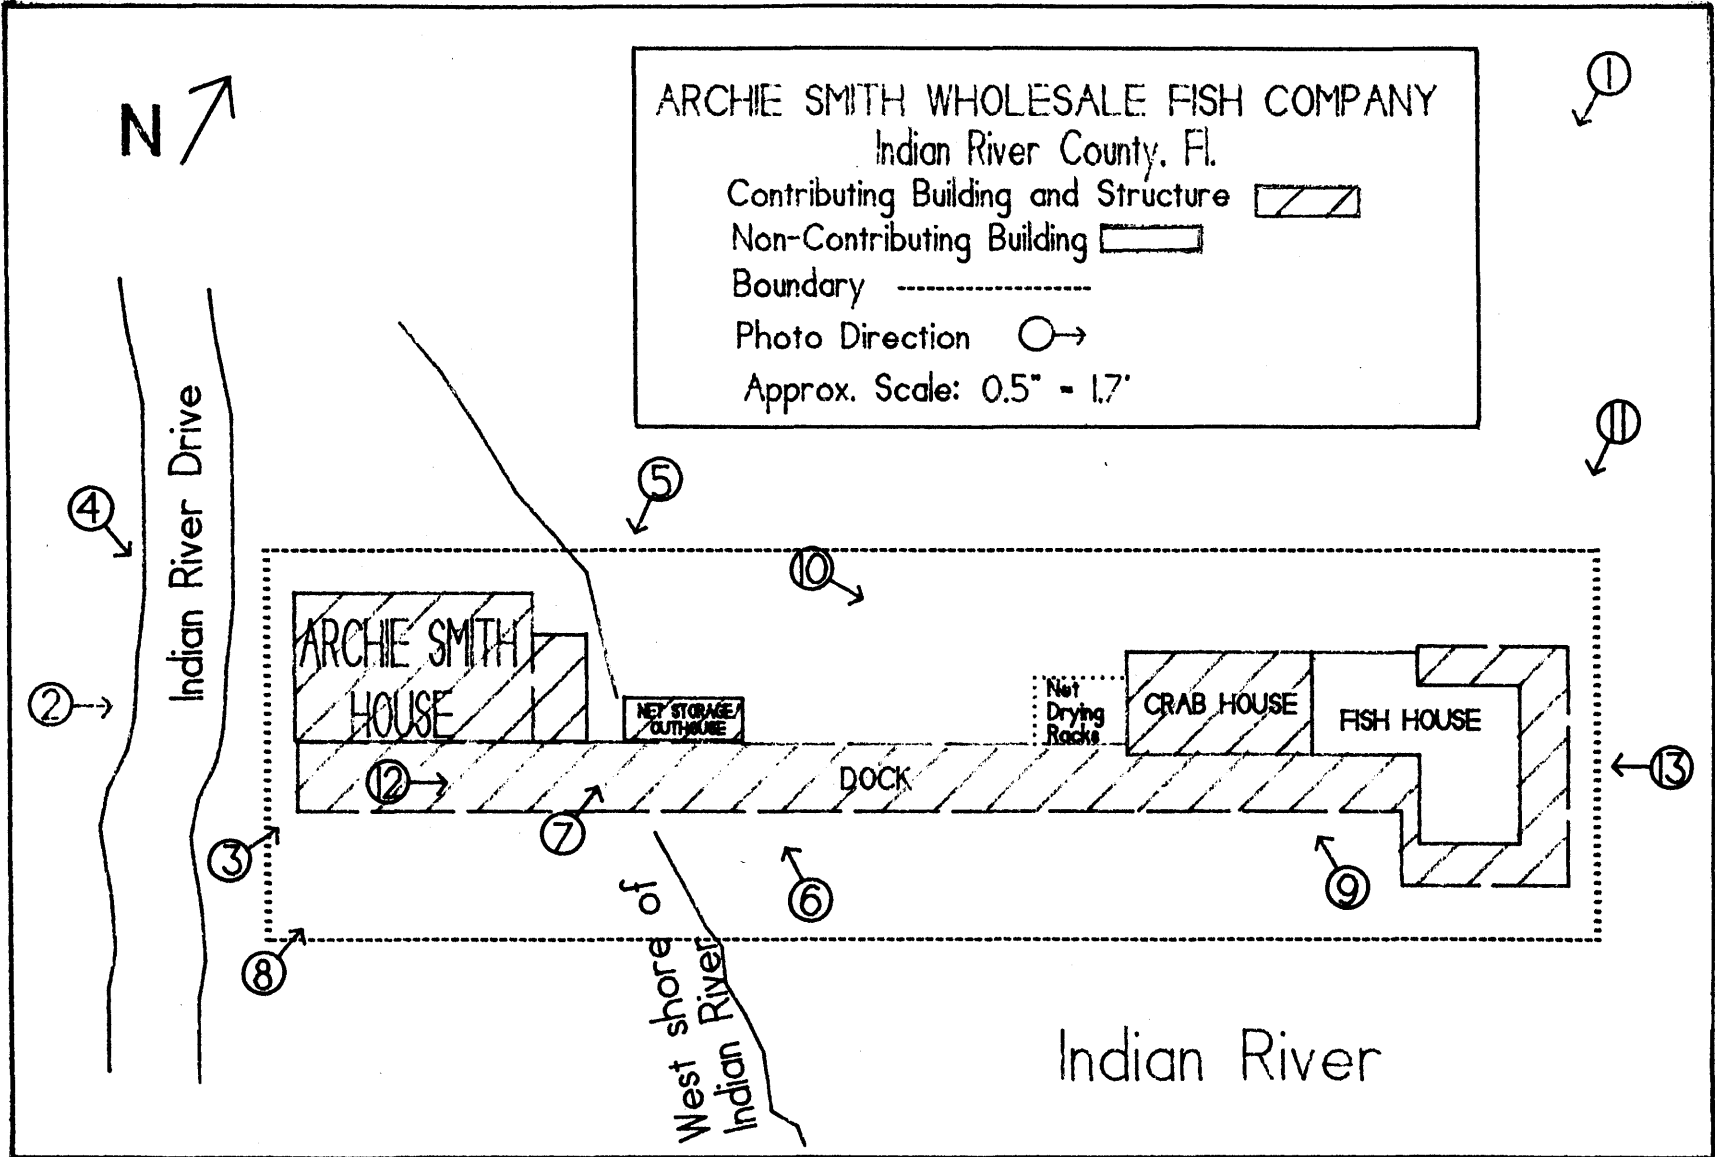 N
ARCHIE SMITH WHOLESALE FISH COMPANY
Indian River County, Fl.
Contributing Building and Structure
Non-Contributing Building
Boundary
Photo Direction
Approx. Scale: 0.5" = 1.7'
1
11
Indian River Drive
4
5
10
2
ARCHIE SMITH
HOUSE
NET STORAGE/
OUTHOUSE
Net
Drying
Racks
CRAB HOUSE
FISH HOUSE
12
DOCK
13
3
7
6
9
8
West shore of
Indian River
Indian River